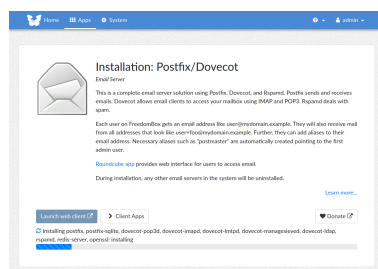 Home Apps System admin
Installation: Postfix/Dovecot
Email Server
This is a complete email server solution using Postfix, Dovecot, and Rspamd. Postfix sends and receives
emails. Dovecot allows email clients to access your mailbox using IMAP and POP3. Rspamd deals with
spam.
Each user on FreedomBox gets an email address like user@mydomain.example. They will also receive mail
from all addresses that look like user+foo@mydomain.example. Further, they can add aliases to their
email address. Necessary aliases such as "postmaster" are automatically created pointing to the first
admin user.
Roundcube app provides web interface for users to access email.
During installation, any other email servers in the system will be uninstalled.
Learn more...
Launch web client Client Apps Donate
Installing postfix, postfix-sqlite, dovecot-pop3d, dovecot-imapd, dovecot-lmtpd, dovecot-managesieved, dovecot-ldap,
rspamd, redis-server, openssl: installing